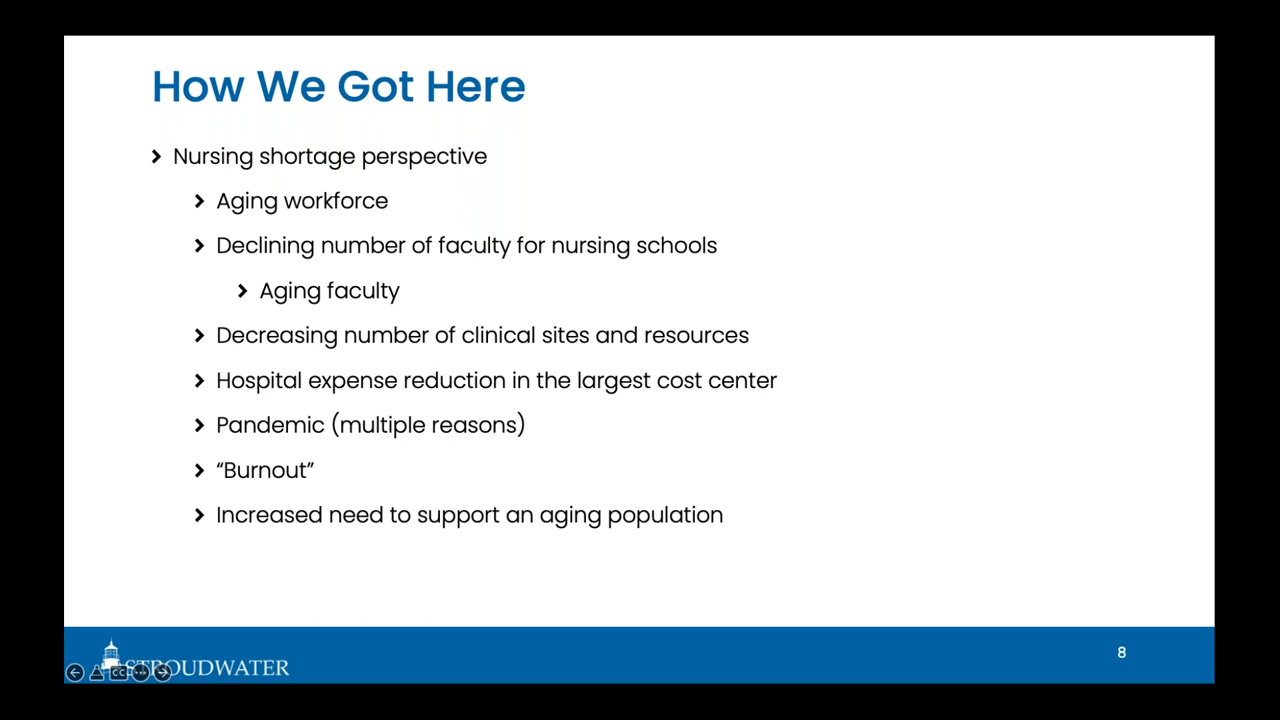 How We Got Here
Nursing shortage perspective
Aging workforce
Declining number of faculty for nursing schools
Aging faculty
Decreasing number of clinical sites and resources
Hospital expense reduction in the largest cost center
Pandemic (multiple reasons)
“Burnout”
Increased need to support an aging population
8
STROUDWATER
CC